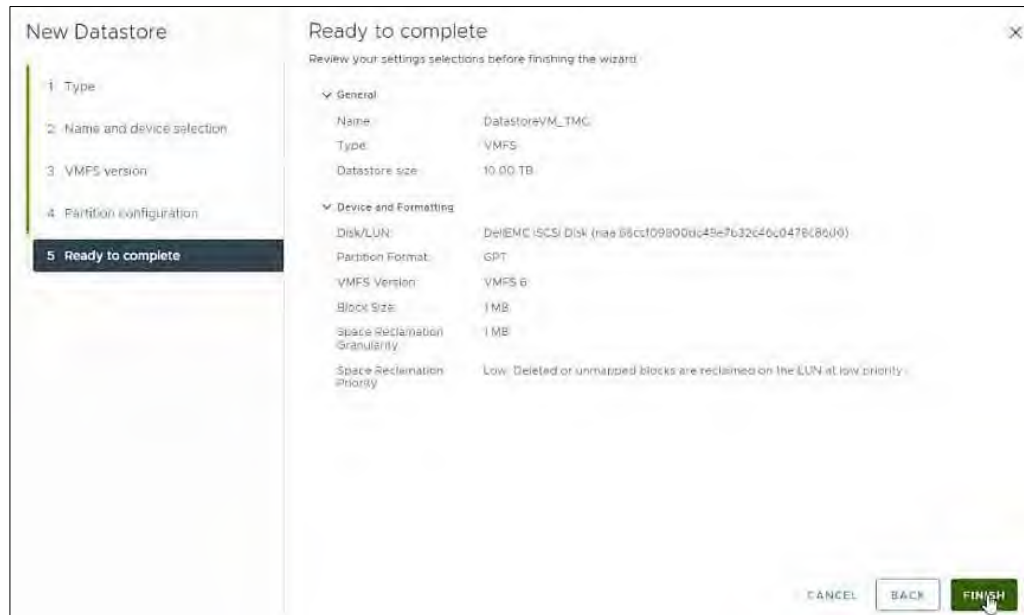 New Datastore
1 Type
2 Name and device selection
3 VMFS version
4 Partition configuration
5 Ready to complete
Ready to complete
Review your settings selections before finishing the wizard.
General
Name: DatastoreVM_TMC
Type: VMFS
Datastore size: 10.00 TB
Device and Formatting
Disk/LUN: DellEMC iSCSI Disk
Partition Format: GPT
VMFS Version: VMFS 6
Block Size: 1 MB
Space Reclamation 1 MB
Granularity:
Space Reclamation Low: Deleted or unmapped blocks are reclaimed on the LUN at low priority
Priority
CANCEL BACK FINISH